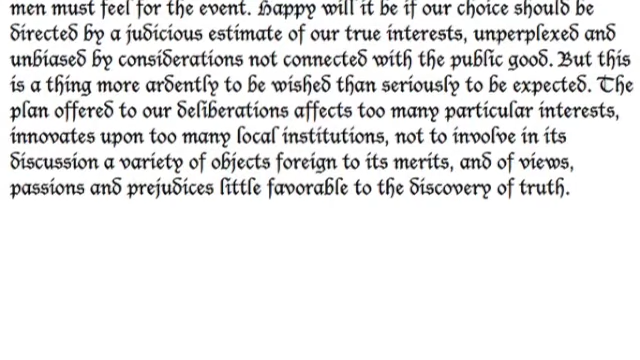 men must feel for the event. Happy will it be if our choice should be
directed by a judicious estimate of our true interests, unperplexed and
unbiased by considerations not connected with the public good. But this
is a thing more ardently to be wished than seriously to be expected. The
plan offered to our deliberations affects too many particular interests,
innovates upon too many local institutions, not to involve in its
discussion a variety of objects foreign to its merits, and of views,
passions and prejudices little favorable to the discovery of truth.